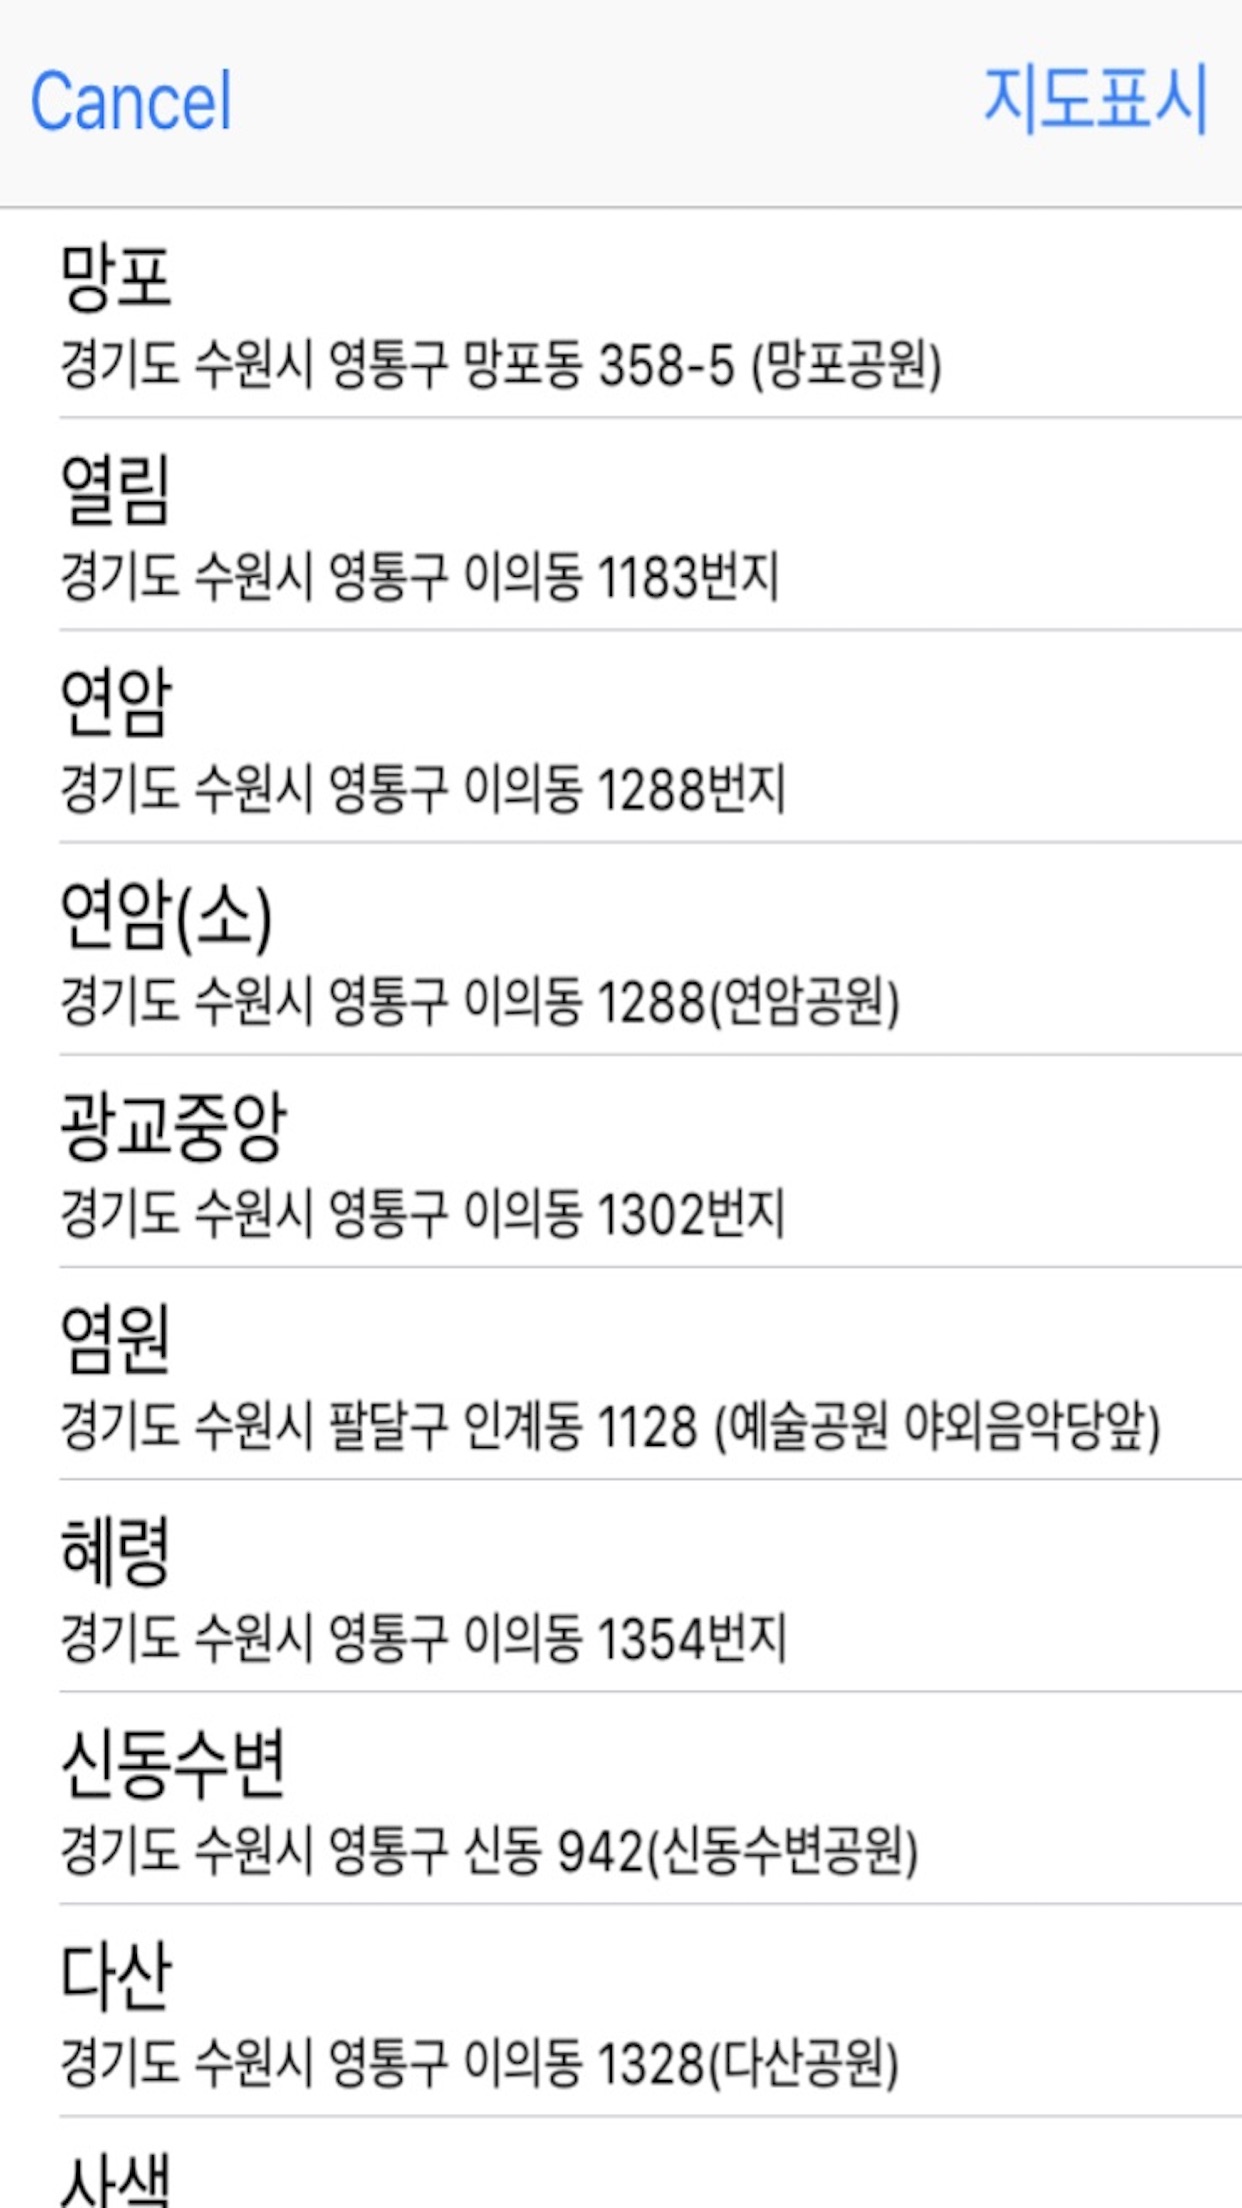 Cancel 지도표시
망포
경기도 수원시 영통구 망포동 358-5 (망포공원)
열림
경기도 수원시 영통구 이의동 1183번지
연암
경기도 수원시 영통구 이의동 1288번지
연암(소)
경기도 수원시 영통구 이의동 1288(연암공원)
광교중앙
경기도 수원시 영통구 이의동 1302번지
염원
경기도 수원시 팔달구 인계동 1128 (예술공원 야외음악당앞)
혜령
경기도 수원시 영통구 이의동 1354번지
신동수변
경기도 수원시 영통구 신동 942(신동수변공원)
다산
경기도 수원시 영통구 이의동 1328(다산공원)
사색